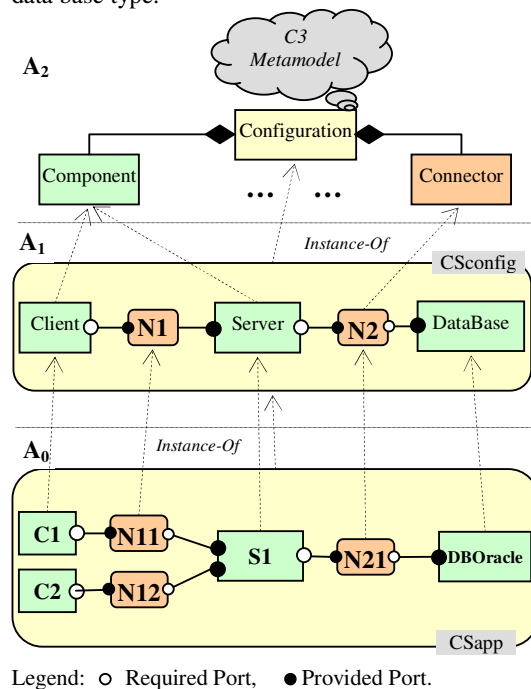 data base type.
C3
Metamodel
A2
Configuration
Component
Connector
... ...
A1
Instance-Of
CSconfig
Client
N1
Server
N2
DataBase
A0
Instance-Of
C1
N11
S1
N21
DBOracle
C2
N12
CSapp
Legend: Required Port, Provided Port.